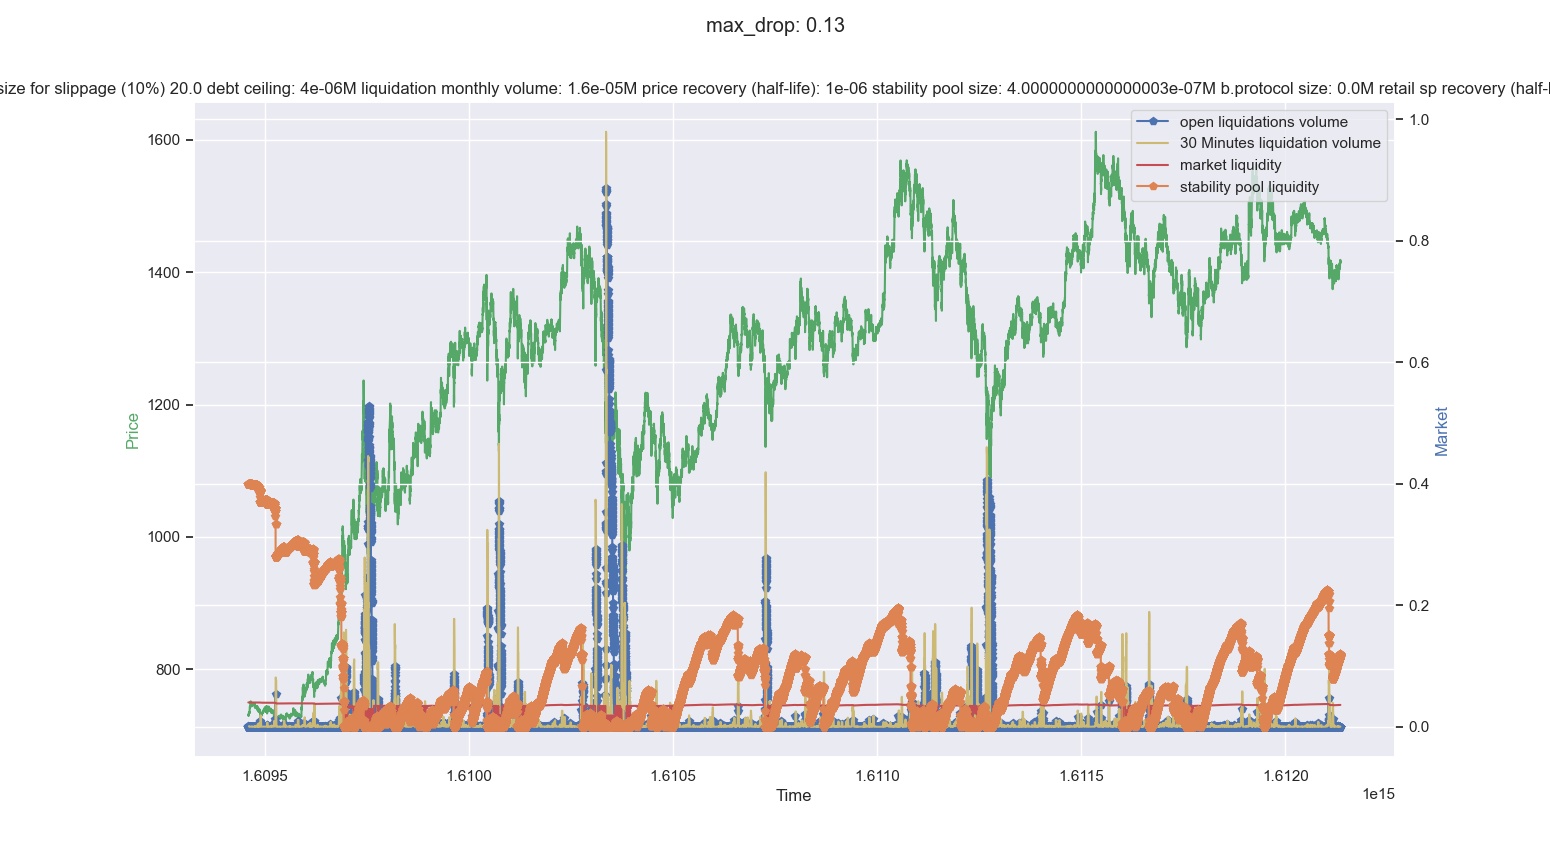 max_drop: 0.13
size for slippage (10%) 20.0 debt ceiling: 4e-06M liquidation monthly volume: 1.6e-05M price recovery (half-life): 1e-06 stability pool size: 4.0000000000000003e-07M b.protocol size: 0.0M retail sp recovery (half-l
open liquidations volume
30 Minutes liquidation volume
market liquidity
stability pool liquidity
1600
1400
1200
1000
800
Price
1.0
0.8
0.6
0.4
0.2
0.0
Market
1.6095
1.6100
1.6105
1.6110
1.6115
1.6120
Time
1e15